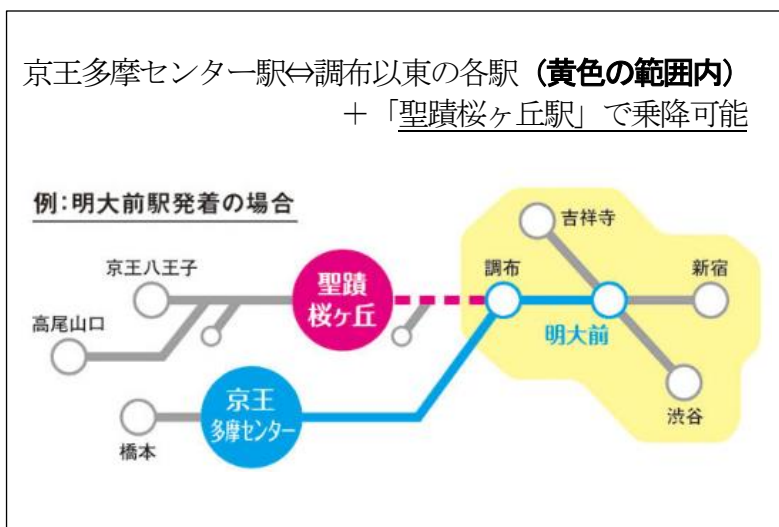 京王多摩センター駅⇔調布以東の各駅（黄色の範囲内）
＋「聖蹟桜ヶ丘駅」で乗降可能
例：明大前駅発着の場合
吉祥寺
京王八王子
聖蹟
桜ヶ丘
調布
新宿
高尾山口
明大前
京王
多摩センター
渋谷
橋本